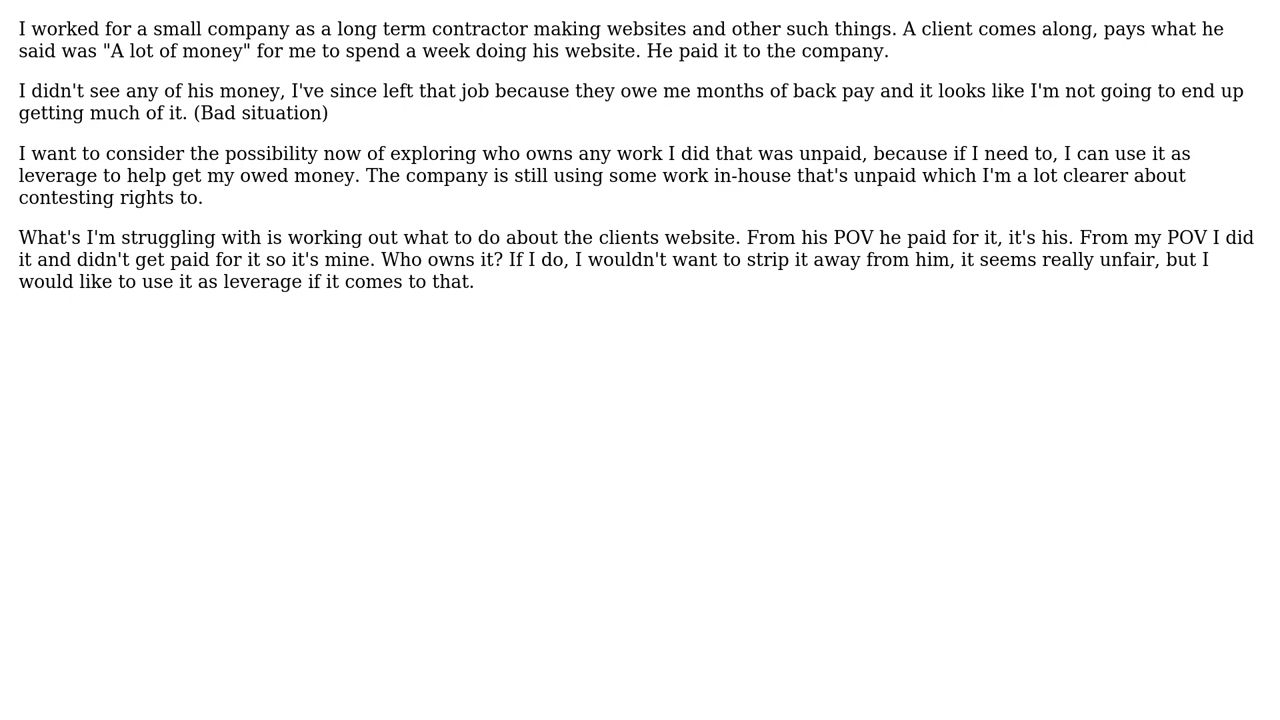 I worked for a small company as a long term contractor making websites and other such things. A client comes along, pays what he
said was "A lot of money" for me to spend a week doing his website. He paid it to the company.
I didn't see any of his money, I've since left that job because they owe me months of back pay and it looks like I'm not going to end up
getting much of it. (Bad situation)
I want to consider the possibility now of exploring who owns any work I did that was unpaid, because if I need to, I can use it as
leverage to help get my owed money. The company is still using some work in-house that's unpaid which I'm a lot clearer about
contesting rights to.
What's I'm struggling with is working out what to do about the clients website. From his POV he paid for it, it's his. From my POV I did
it and didn't get paid for it so it's mine. Who owns it? If I do, I wouldn't want to strip it away from him, it seems really unfair, but I
would like to use it as leverage if it comes to that.